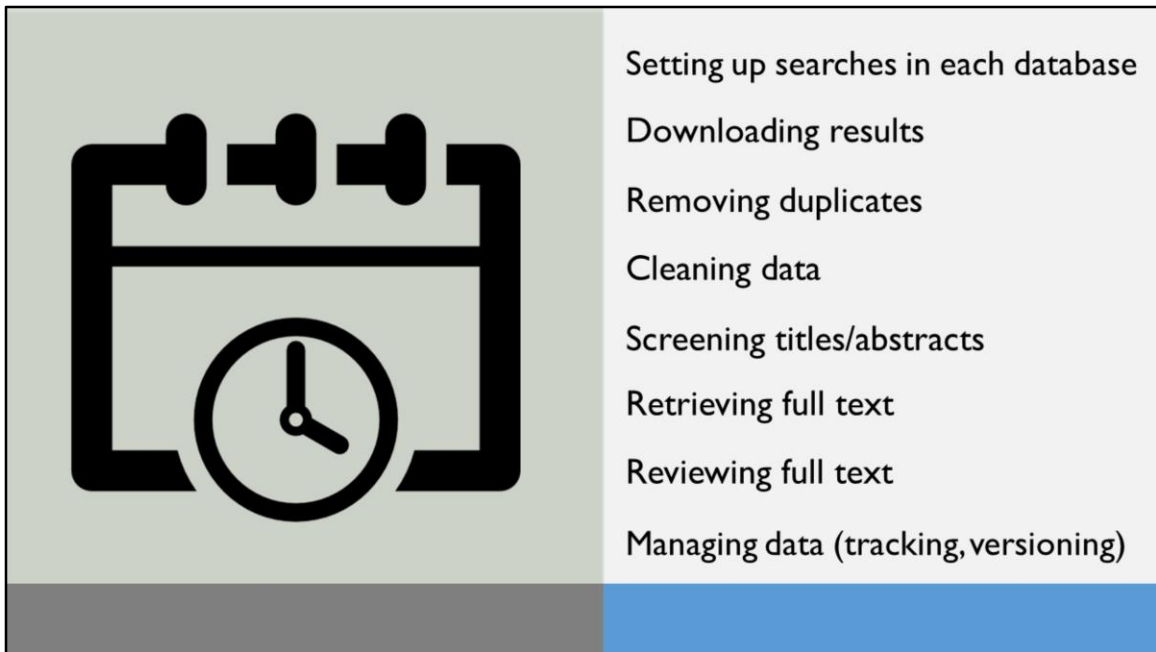 Setting up searches in each database
Downloading results
Removing duplicates
Cleaning data
Screening titles/abstracts
Retrieving full text
Reviewing full text
Managing data (tracking, versioning)